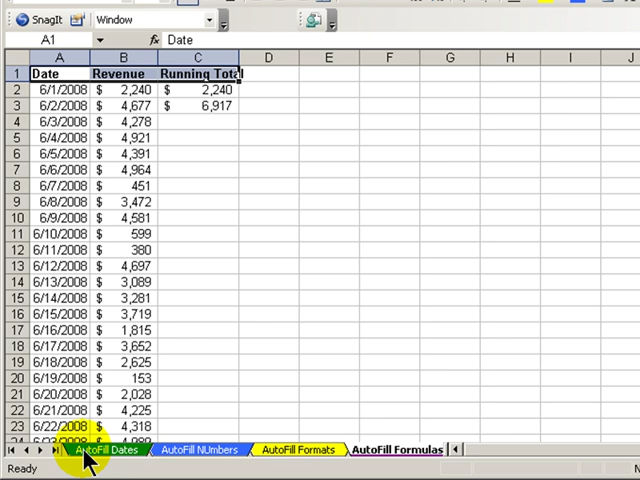 SnagIt Window
A1 fx Date
A B C D E F G H I J
1 Date Revenue Running Total
2 6/1/2008 $ 2,240 $ 2,240
3 6/2/2008 $ 4,677 $ 6,917
4 6/3/2008 $ 4,278
5 6/4/2008 $ 4,921
6 6/5/2008 $ 4,391
7 6/6/2008 $ 4,964
8 6/7/2008 $ 451
9 6/8/2008 $ 3,472
10 6/9/2008 $ 4,581
11 6/10/2008 $ 599
12 6/11/2008 $ 380
13 6/12/2008 $ 4,697
14 6/13/2008 $ 3,089
15 6/14/2008 $ 3,281
16 6/15/2008 $ 3,719
17 6/16/2008 $ 1,815
18 6/17/2008 $ 3,652
19 6/18/2008 $ 2,625
20 6/19/2008 $ 153
21 6/20/2008 $ 2,028
22 6/21/2008 $ 4,225
23 6/22/2008 $ 4,318
24 6/23/2008 $ 4,989
AutoFill Dates AutoFill NUmbers AutoFill Formats AutoFill Formulas
Ready